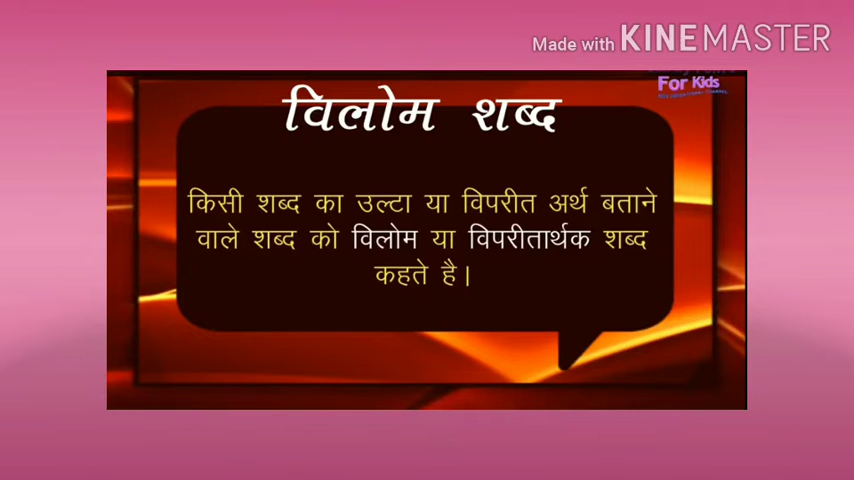 Made with KINEMASTER
For Kids
विलोम शब्द
किसी शब्द का उल्टा या विपरीत अर्थ बताने
वाले शब्द को विलोम या विपरीतार्थक शब्द
कहते है।